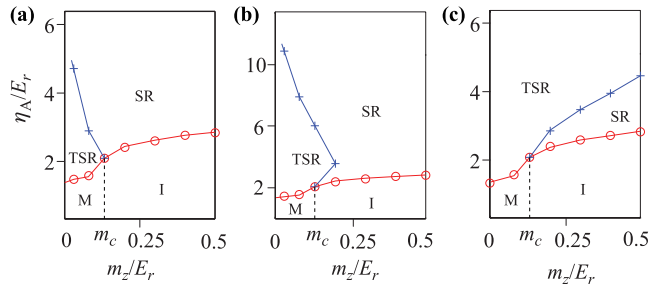 (a)
6
4
2
η_A/E_r
SR
TSR
M
I
0
m_c
0.25
0.5
m_z/E_r
(b)
10
6
2
SR
TSR
M
I
0
m_c
0.25
0.5
m_z/E_r
(c)
6
4
2
TSR
SR
M
I
0
m_c
0.25
0.5
m_z/E_r